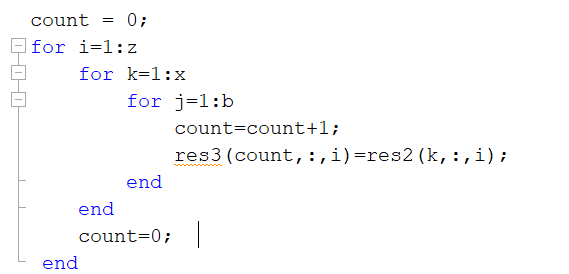 count = 0;
for i=1:z
for k=1:x
for j=1:b
count=count+1;
res3(count,:,i)=res2(k,:,i);
end
end
count=0;
end